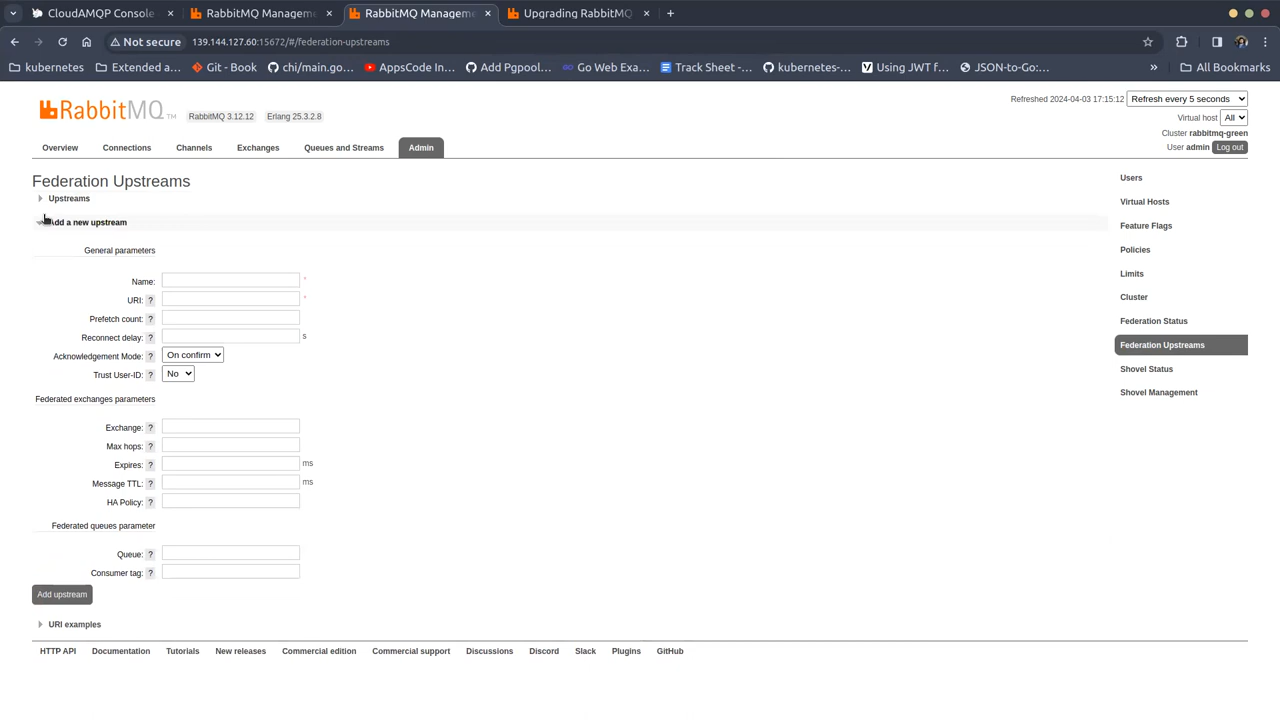 CloudAMQP Console
RabbitMQ Manageme
RabbitMQ Manageme
Upgrading RabbitMQ
Not secure
139.144.127.60:15672/#/federation-upstreams
kubernetes
Extended a...
Git - Book
chi/main.go...
AppsCode In...
Add Pgpool...
Go Web Exa...
Track Sheet -...
kubernetes-...
Using JWT f...
JSON-to-Go:...
»
All Bookmarks
RabbitMQ TM
RabbitMQ 3.12.12
Erlang 25.3.2.8
Refreshed 2024-04-03 17:15:12
Refresh every 5 seconds
Virtual host
All
Cluster rabbitmq-green
User admin
Log out
Overview
Connections
Channels
Exchanges
Queues and Streams
Admin
Federation Upstreams
Upstreams
dd a new upstream
General parameters
Name: *
URI: ? *
Prefetch count: ?
Reconnect delay: ? s
Acknowledgement Mode: ? On confirm
Trust User-ID: ? No
Federated exchanges parameters
Exchange: ?
Max hops: ?
Expires: ? ms
Message TTL: ? ms
HA Policy: ?
Federated queues parameter
Queue: ?
Consumer tag: ?
Add upstream
URI examples
Users
Virtual Hosts
Feature Flags
Policies
Limits
Cluster
Federation Status
Federation Upstreams
Shovel Status
Shovel Management
HTTP API
Documentation
Tutorials
New releases
Commercial edition
Commercial support
Discussions
Discord
Slack
Plugins
GitHub